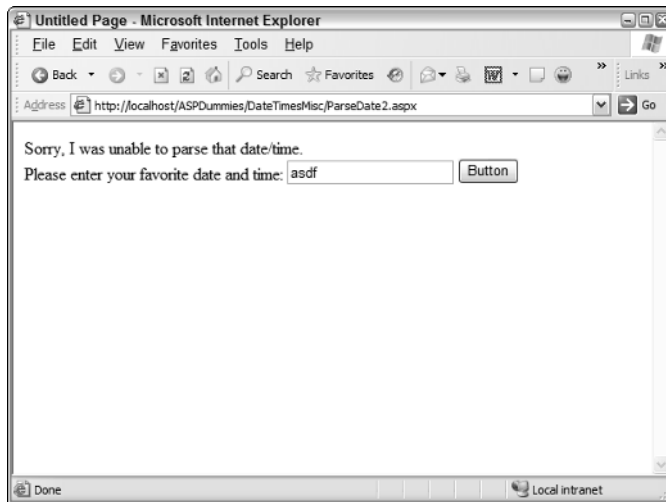 Untitled Page - Microsoft Internet Explorer
File Edit View Favorites Tools Help
Back Search Favorites W Links
Address http://localhost/ASPDummies/DateTimesMisc/ParseDate2.aspx Go
Sorry, I was unable to parse that date/time.
Please enter your favorite date and time: asdf Button
Done Local intranet